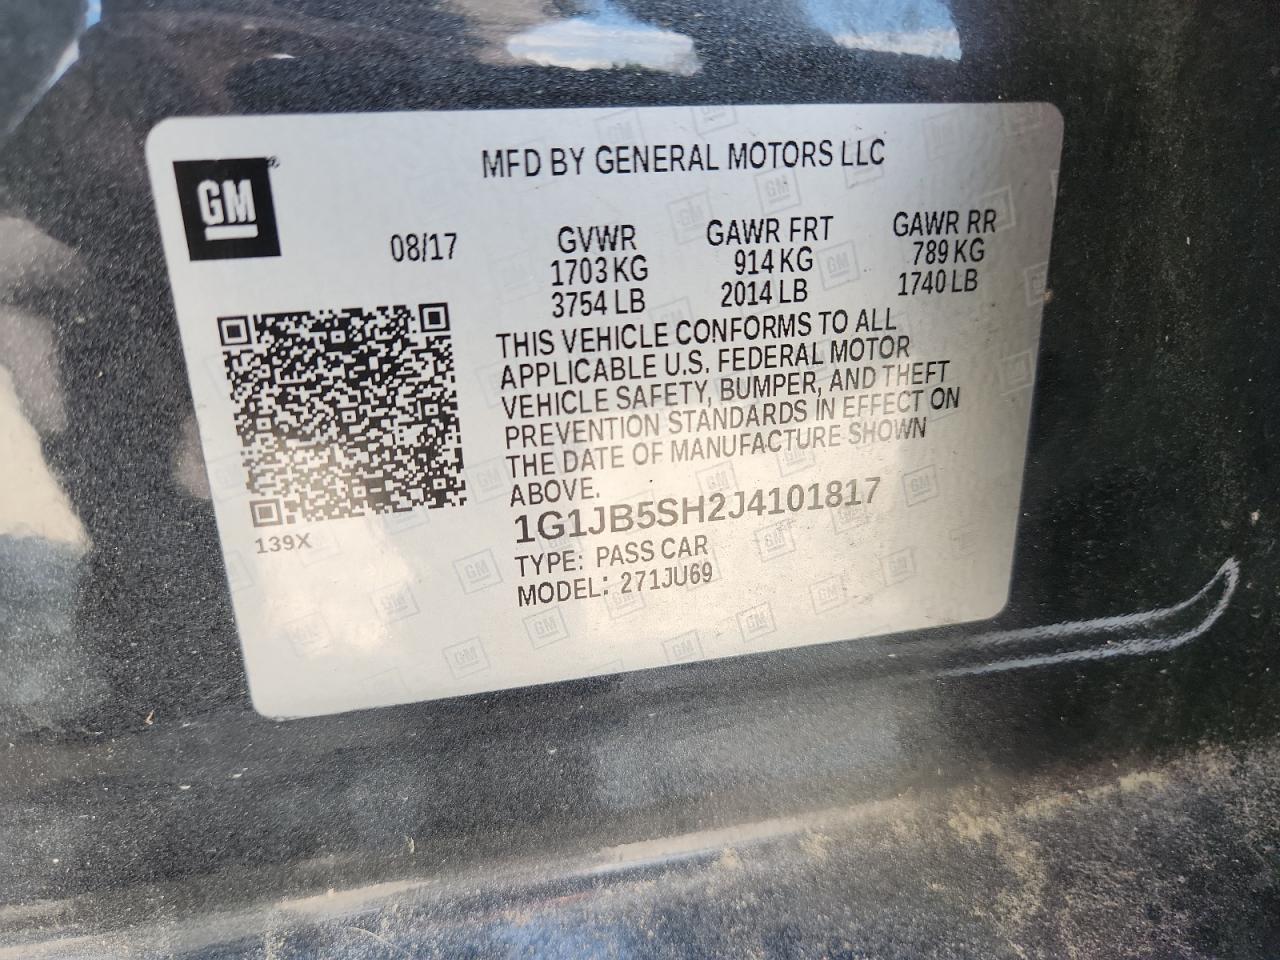 MFD BY GENERAL MOTORS LLC
GM®
08/17 GVWR GAWR FRT GAWR RR
1703 KG 914 KG 789 KG
3754 LB 2014 LB 1740 LB
THIS VEHICLE CONFORMS TO ALL
APPLICABLE U.S. FEDERAL MOTOR
VEHICLE SAFETY, BUMPER, AND THEFT
PREVENTION STANDARDS IN EFFECT ON
THE DATE OF MANUFACTURE SHOWN
ABOVE.
1G1JB5SH2J4101817
139X
TYPE: PASS CAR
MODEL: 271JU69